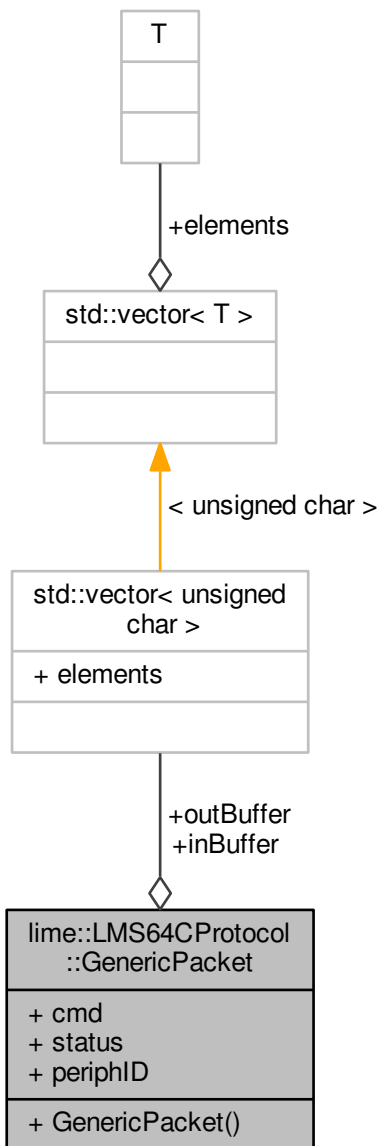 T
+elements
std::vector< T >
< unsigned char >
std::vector< unsigned
char >
+ elements
+outBuffer
+inBuffer
lime::LMS64CProtocol
::GenericPacket
+ cmd
+ status
+ periphID
+ GenericPacket()